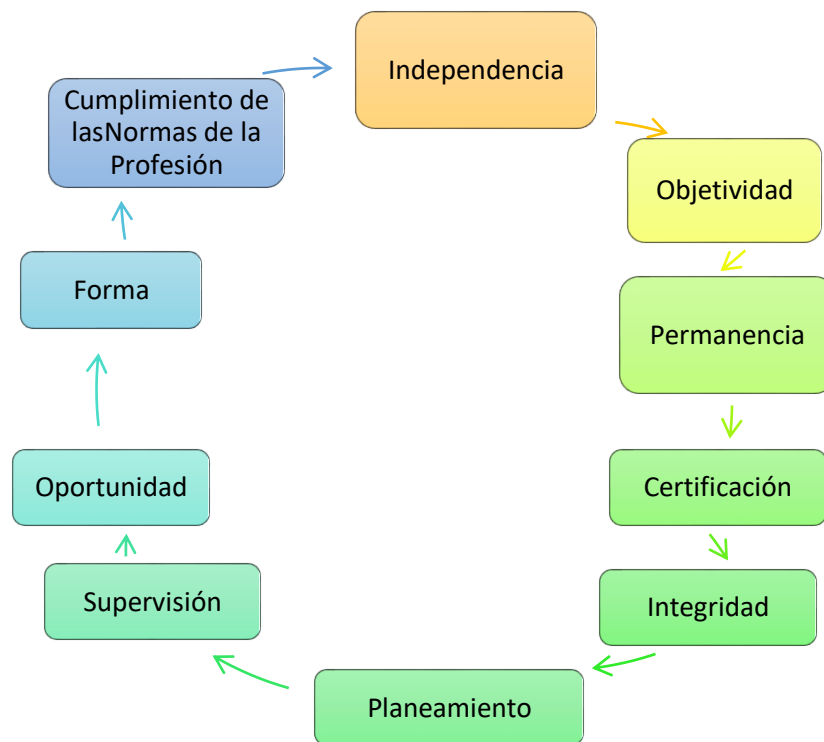 Independencia
Objetividad
Permanencia
Certificación
Integridad
Planeamiento
Supervisión
Oportunidad
Forma
Cumplimiento de
lasNormas de la
Profesión